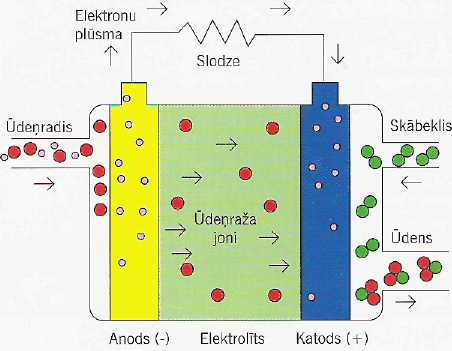 Elektronu
plūsma
Slodze
Ūdeņradis
Skābeklis
Ūdeņraža
joni
Ūdens
Anods (-)
Elektrolīts
Katods (+)